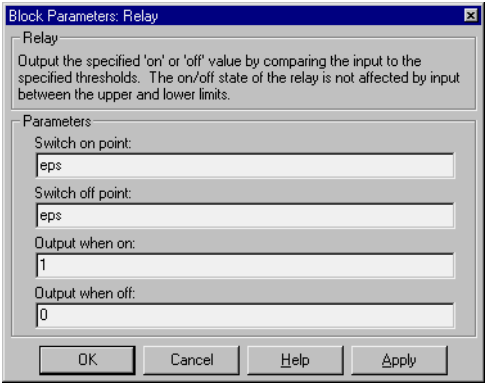 Block Parameters: Relay
Relay
Output the specified 'on' or 'off' value by comparing the input to the
specified thresholds.  The on/off state of the relay is not affected by input
between the upper and lower limits.
Parameters
Switch on point:
eps
Switch off point:
eps
Output when on:
1
Output when off:
0
OK Cancel Help Apply